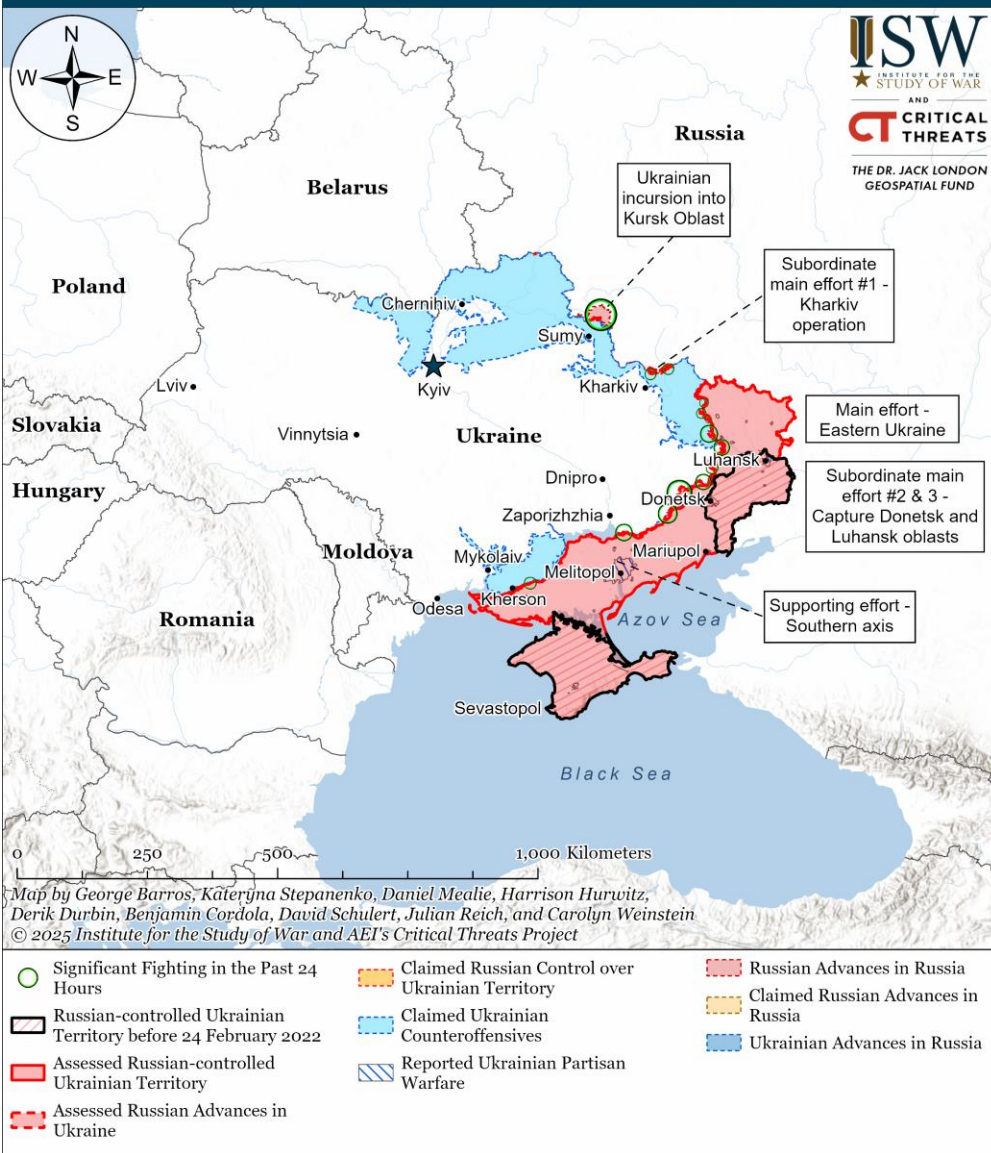 N
W
E
S
ISW
INSTITUTE FOR THE
STUDY OF WAR
AND
CT CRITICAL
THREATS
THE DR. JACK LONDON
GEOSPATIAL FUND
Russia
Ukrainian
incursion into
Kursk Oblast
Belarus
Subordinate
main effort #1 -
Kharkiv
operation
Poland
Chernihiv
Sumy
Kyiv
Kharkiv
Lviv
Main effort -
Eastern Ukraine
Slovakia
Vinnytsia
Ukraine
Luhansk
Hungary
Dnipro
Donetsk
Subordinate main
effort #2 & 3 -
Capture Donetsk and
Luhansk oblasts
Zaporizhzhia
Moldova
Mykolaiv
Mariupol
Melitopol
Kherson
Odesa
Romania
Azov Sea
Supporting effort -
Southern axis
Sevastopol
Black Sea
0 250 500 1,000 Kilometers
Map by George Barros, Kateryna Stepanenko, Daniel Mealie, Harrison Hurwitz,
Derik Durbin, Benjamin Cordola, David Schulert, Julian Reich, and Carolyn Weinstein
© 2025 Institute for the Study of War and AEI's Critical Threats Project
Significant Fighting in the Past 24
Hours
Russian-controlled Ukrainian
Territory before 24 February 2022
Assessed Russian-controlled
Ukrainian Territory
Assessed Russian Advances in
Ukraine
Claimed Russian Control over
Ukrainian Territory
Claimed Ukrainian
Counteroffensives
Reported Ukrainian Partisan
Warfare
Russian Advances in Russia
Claimed Russian Advances in
Russia
Ukrainian Advances in Russia